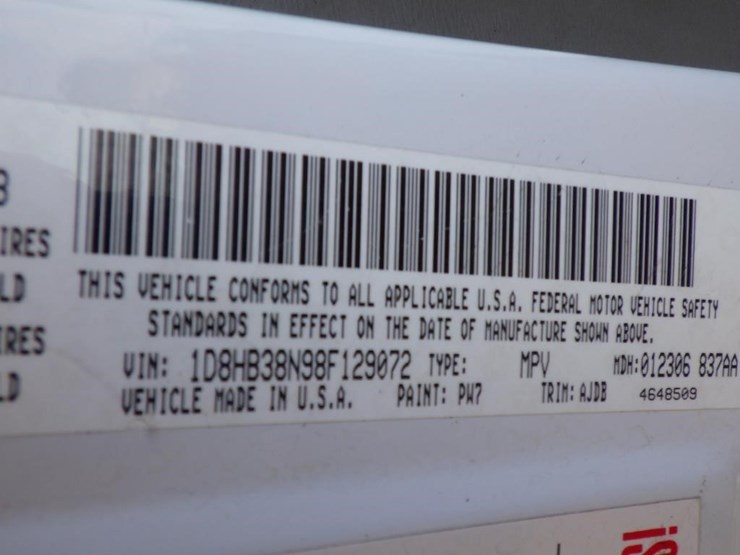 3
IRES
LD
IRES
LD
THIS VEHICLE CONFORMS TO ALL APPLICABLE U.S.A. FEDERAL MOTOR VEHICLE SAFETY
STANDARDS IN EFFECT ON THE DATE OF MANUFACTURE SHOWN ABOVE.
VIN: 1D8HB38N98F129072 TYPE: MPV MDH:012306 837AA
VEHICLE MADE IN U.S.A. PAINT: PW7 TRIM: AJDB 4648509